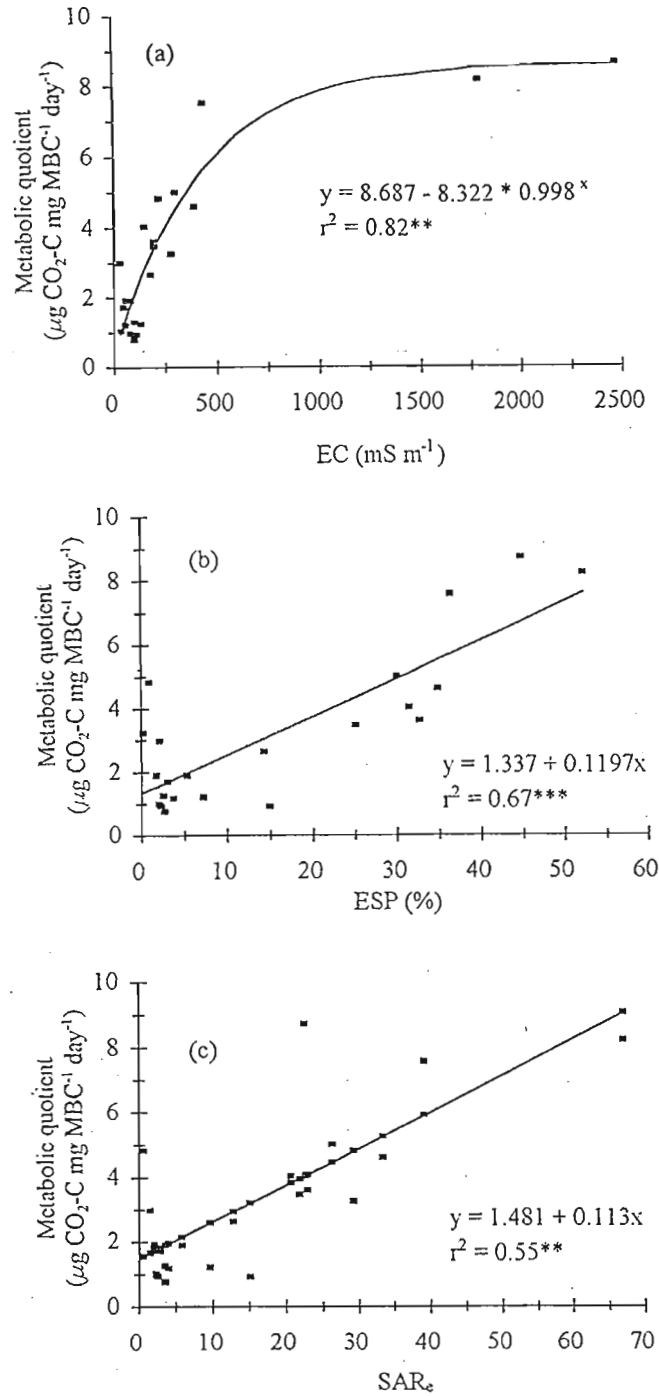 (a)
Metabolic quotient
(µg CO₂-C mg MBC⁻¹ day⁻¹)
10
8
6
4
2
0
y = 8.687 - 8.322 * 0.998ˣ
r² = 0.82**
0 500 1000 1500 2000 2500
EC (mS m⁻¹)
(b)
Metabolic quotient
(µg CO₂-C mg MBC⁻¹ day⁻¹)
10
8
6
4
2
0
y = 1.337 + 0.1197x
r² = 0.67***
0 10 20 30 40 50 60
ESP (%)
(c)
Metabolic quotient
(µg CO₂-C mg MBC⁻¹ day⁻¹)
10
8
6
4
2
0
y = 1.481 + 0.113x
r² = 0.55**
0 10 20 30 40 50 60 70
SARₑ